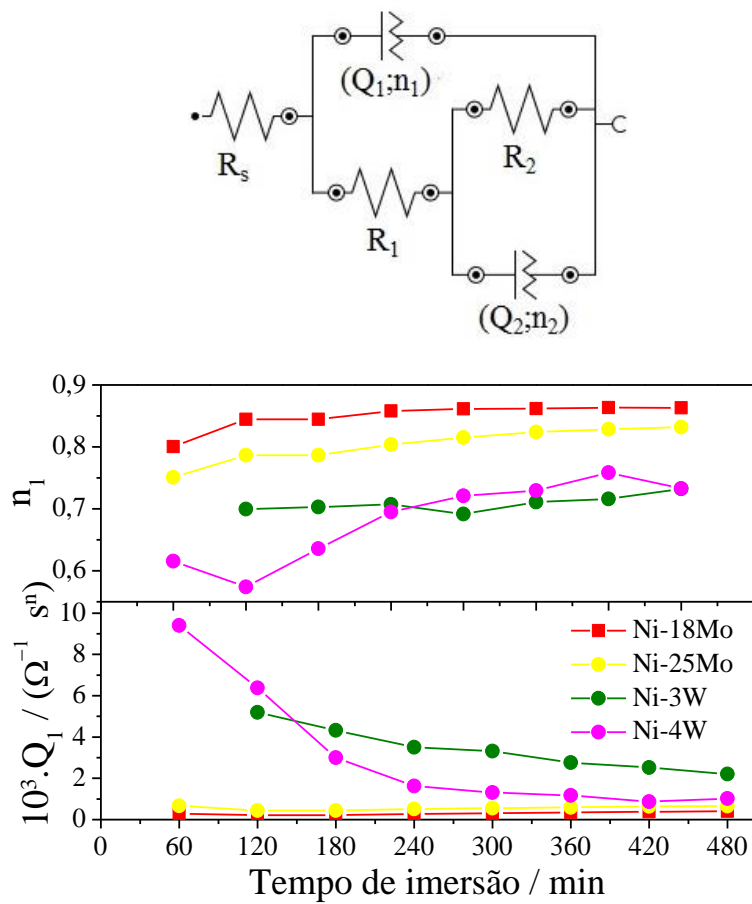 (Q₁;n₁)
Rₛ
R₂
R₁
(Q₂;n₂)
0,9
0,8
0,7
0,6
n₁
10
8
6
4
2
0
10³.Q₁ / (Ω⁻¹ sⁿ)
Ni-18Mo
Ni-25Mo
Ni-3W
Ni-4W
0 60 120 180 240 300 360 420 480
Tempo de imersão / min